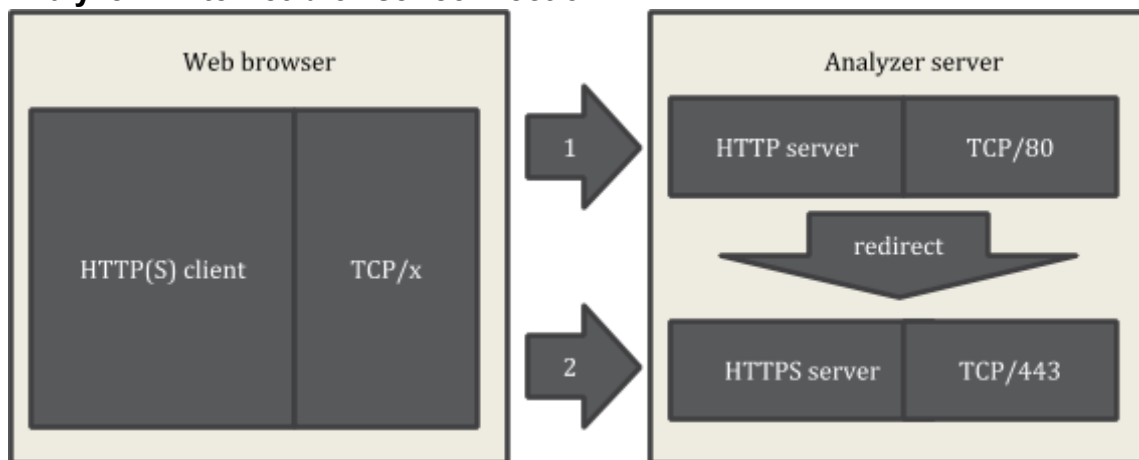 Web browser
Analyzer server
HTTP(S) client
TCP/x
1
HTTP server
TCP/80
redirect
2
HTTPS server
TCP/443